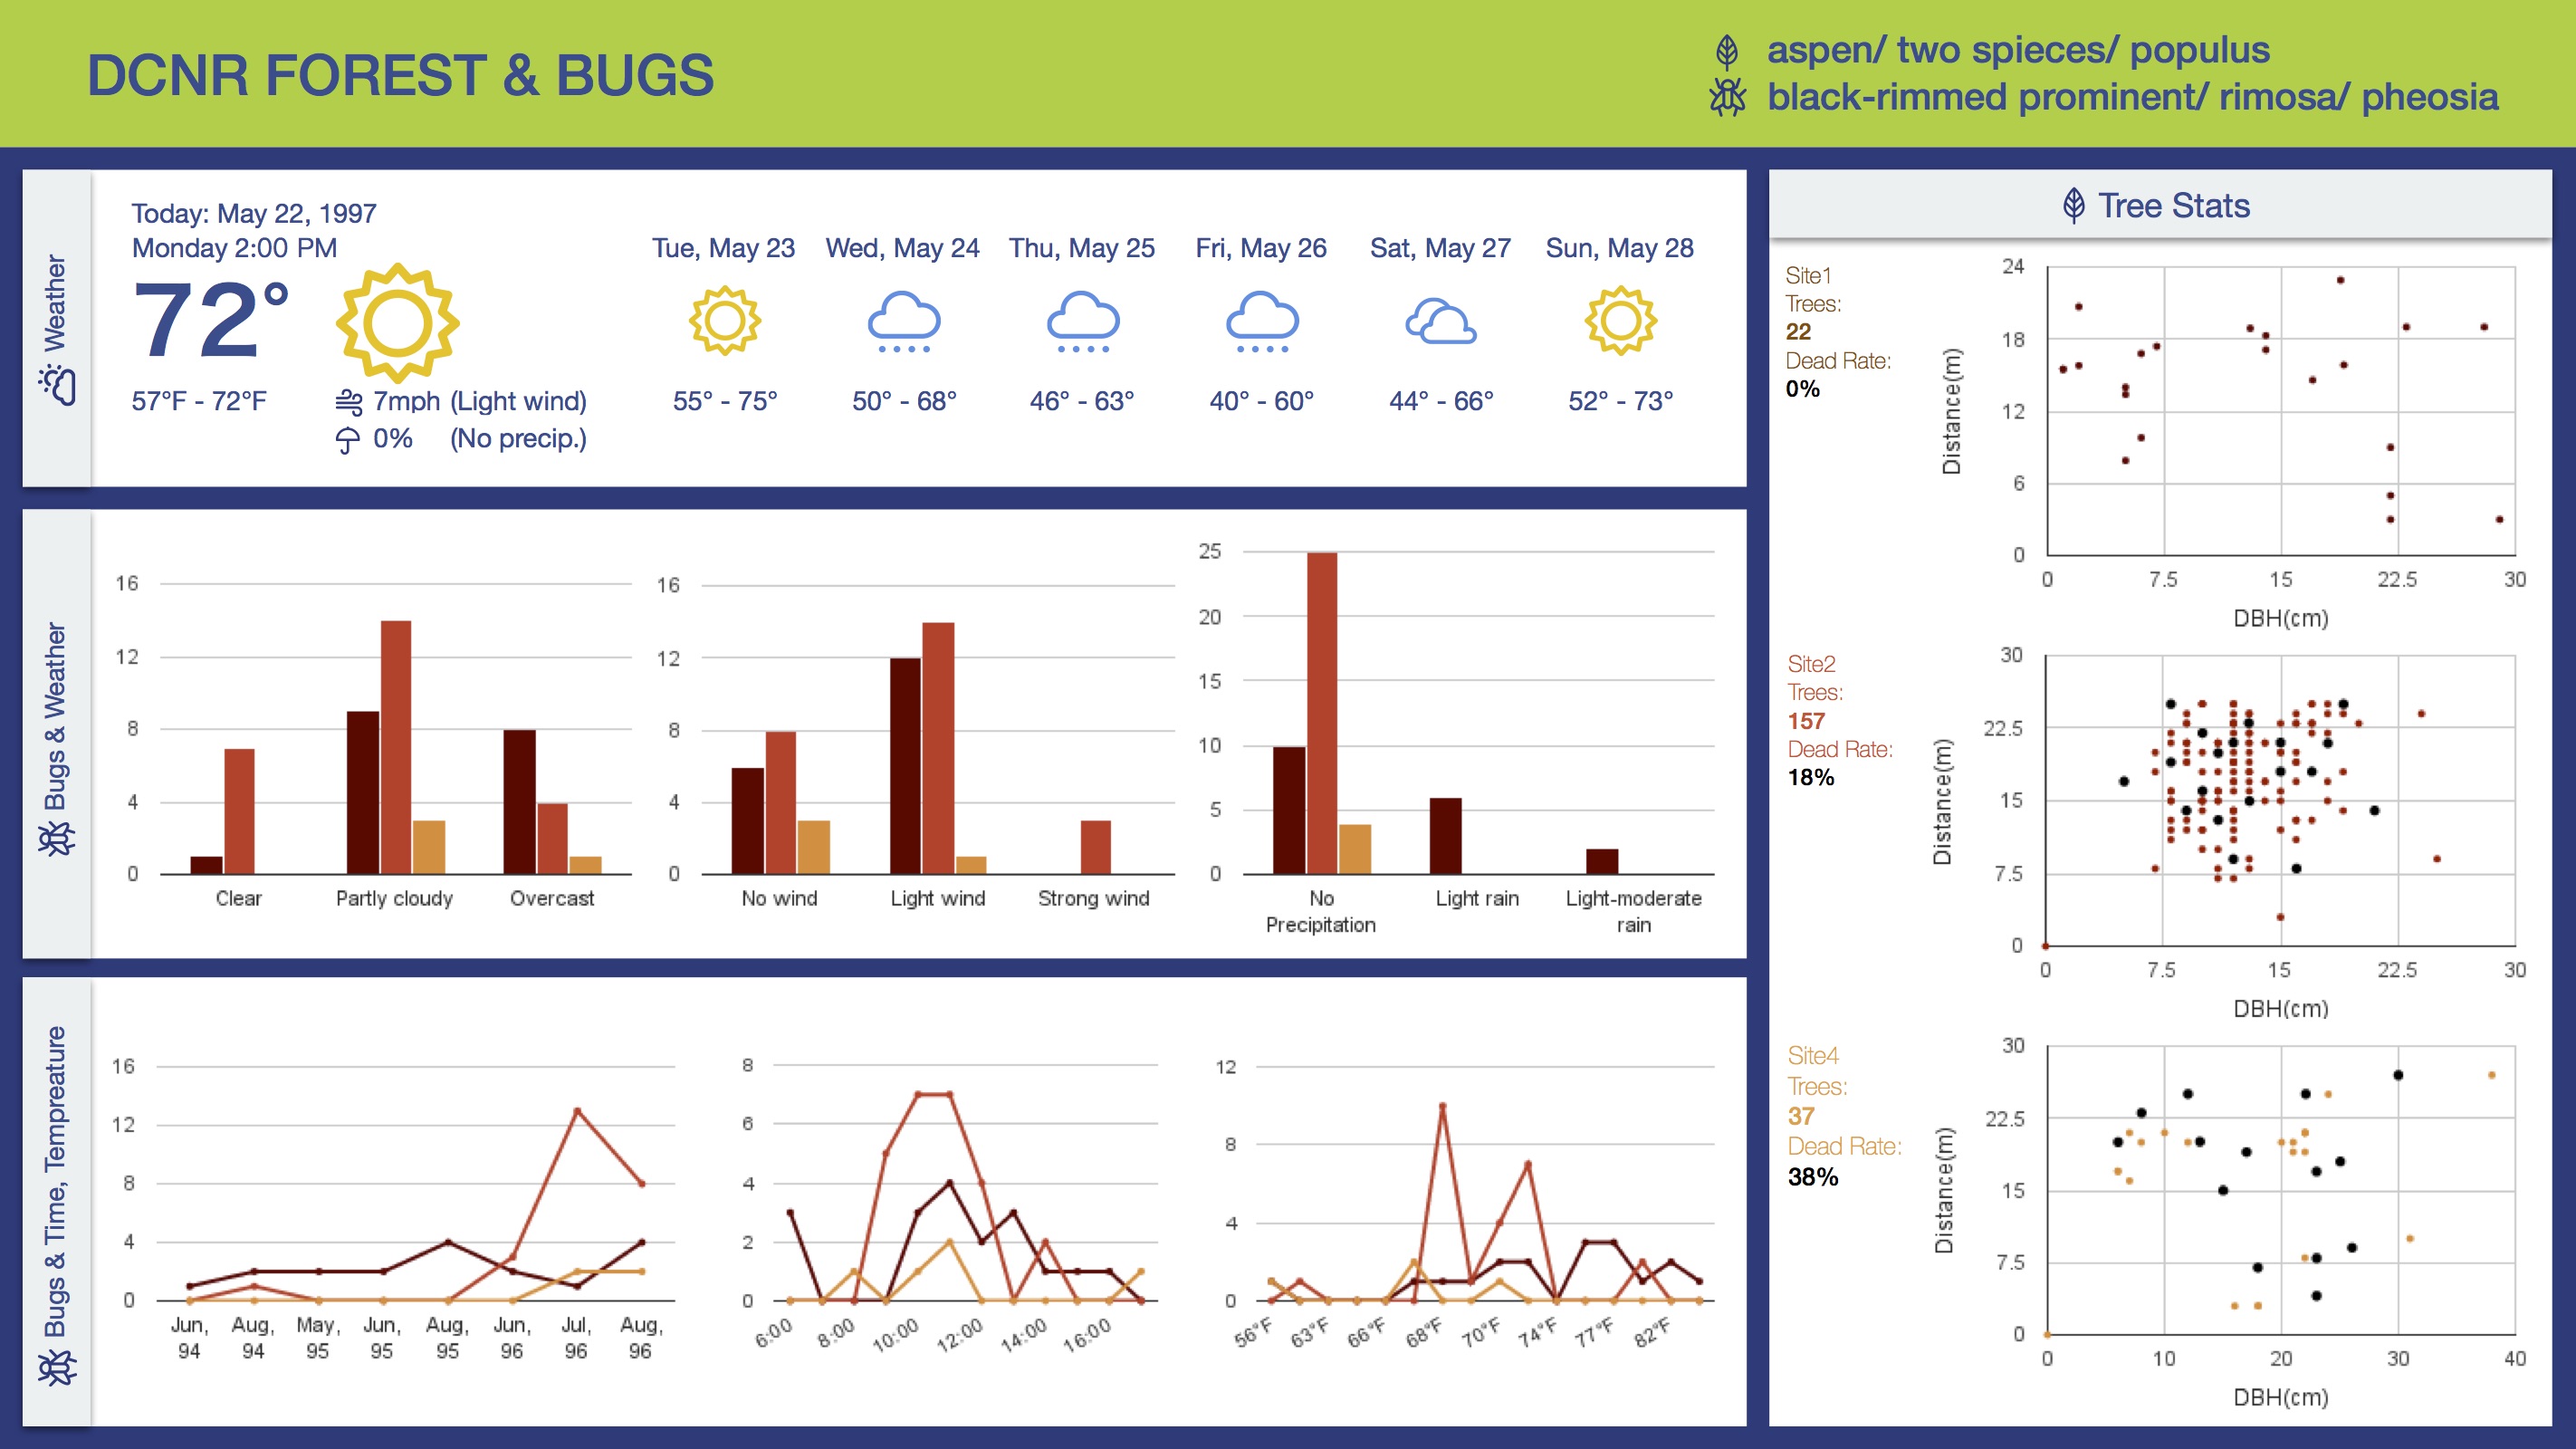 DCNR FOREST & BUGS
aspen/ two spieces/ populus
black-rimmed prominent/ rimosa/ pheosia
Weather
Today: May 22, 1997
Monday 2:00 PM
72°
57°F - 72°F
7mph (Light wind)
0% (No precip.)
Tue, May 23 Wed, May 24 Thu, May 25 Fri, May 26 Sat, May 27 Sun, May 28
55° - 75° 50° - 68° 46° - 63° 40° - 60° 44° - 66° 52° - 73°
Bugs & Weather
16
12
8
4
0
Clear Partly cloudy Overcast
16
12
8
4
0
No wind Light wind Strong wind
25
20
15
10
5
0
No Light rain Light-moderate
Precipitation rain
Bugs & Time, Tempreature
16
12
8
4
0
Jun, Aug, May, Jun, Aug, Jun, Jul, Aug,
94 94 95 95 95 96 96 96
8
6
4
2
0
6:00 8:00 10:00 12:00 14:00 16:00
12
8
4
0
56°F 63°F 66°F 68°F 70°F 74°F 77°F 82°F
Tree Stats
Site1
Trees:
22
Dead Rate:
0%
Distance(m)
24
18
12
6
0
0 7.5 15 22.5 30
DBH(cm)
Site2
Trees:
157
Dead Rate:
18%
Distance(m)
30
22.5
15
7.5
0
0 7.5 15 22.5 30
DBH(cm)
Site4
Trees:
37
Dead Rate:
38%
Distance(m)
30
22.5
15
7.5
0
0 10 20 30 40
DBH(cm)